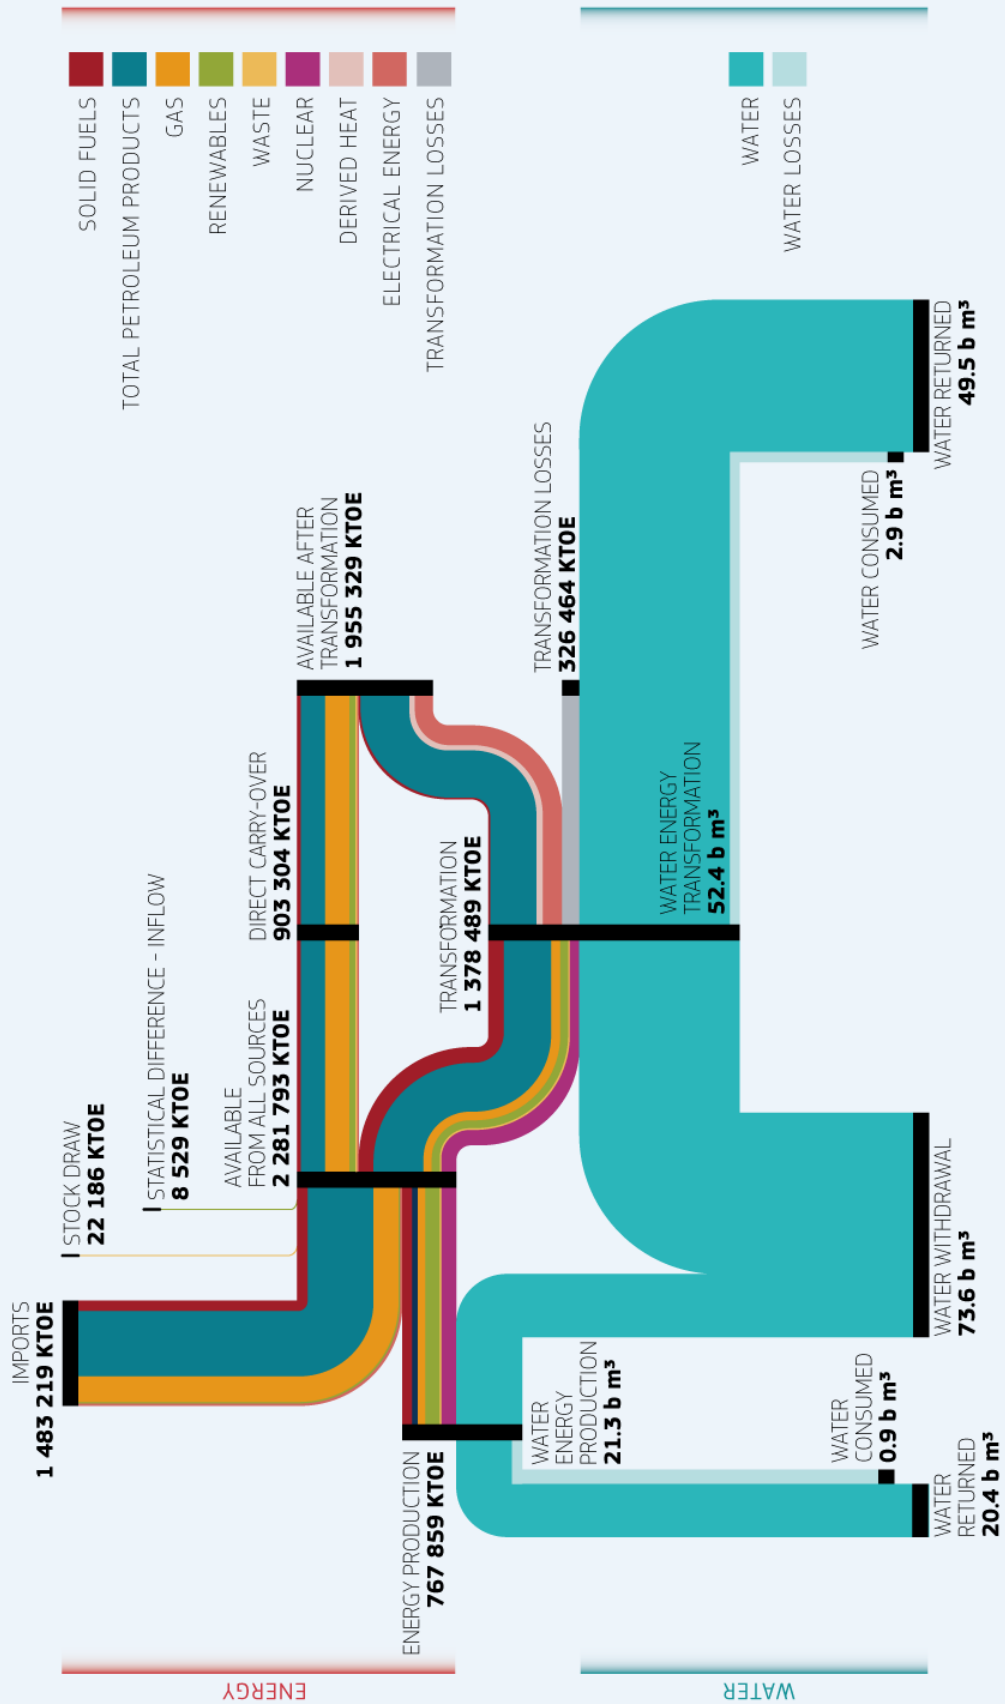 ENERGY
IMPORTS
1 483 219 KTOE
STOCK DRAW
22 186 KTOE
STATISTICAL DIFFERENCE - INFLOW
8 529 KTOE
AVAILABLE
FROM ALL SOURCES
2 281 793 KTOE
DIRECT CARRY-OVER
903 304 KTOE
AVAILABLE AFTER
TRANSFORMATION
1 955 329 KTOE
ENERGY PRODUCTION
767 859 KTOE
TRANSFORMATION
1 378 489 KTOE
TRANSFORMATION LOSSES
326 464 KTOE
SOLID FUELS
TOTAL PETROLEUM PRODUCTS
GAS
RENEWABLES
WASTE
NUCLEAR
DERIVED HEAT
ELECTRICAL ENERGY
TRANSFORMATION LOSSES
WATER
WATER
ENERGY
PRODUCTION
21.3 b m³
WATER ENERGY
TRANSFORMATION
52.4 b m³
WATER
CONSUMED
0.9 b m³
WATER
RETURNED
20.4 b m³
WATER WITHDRAWAL
73.6 b m³
WATER CONSUMED
2.9 b m³
WATER RETURNED
49.5 b m³
WATER
WATER LOSSES